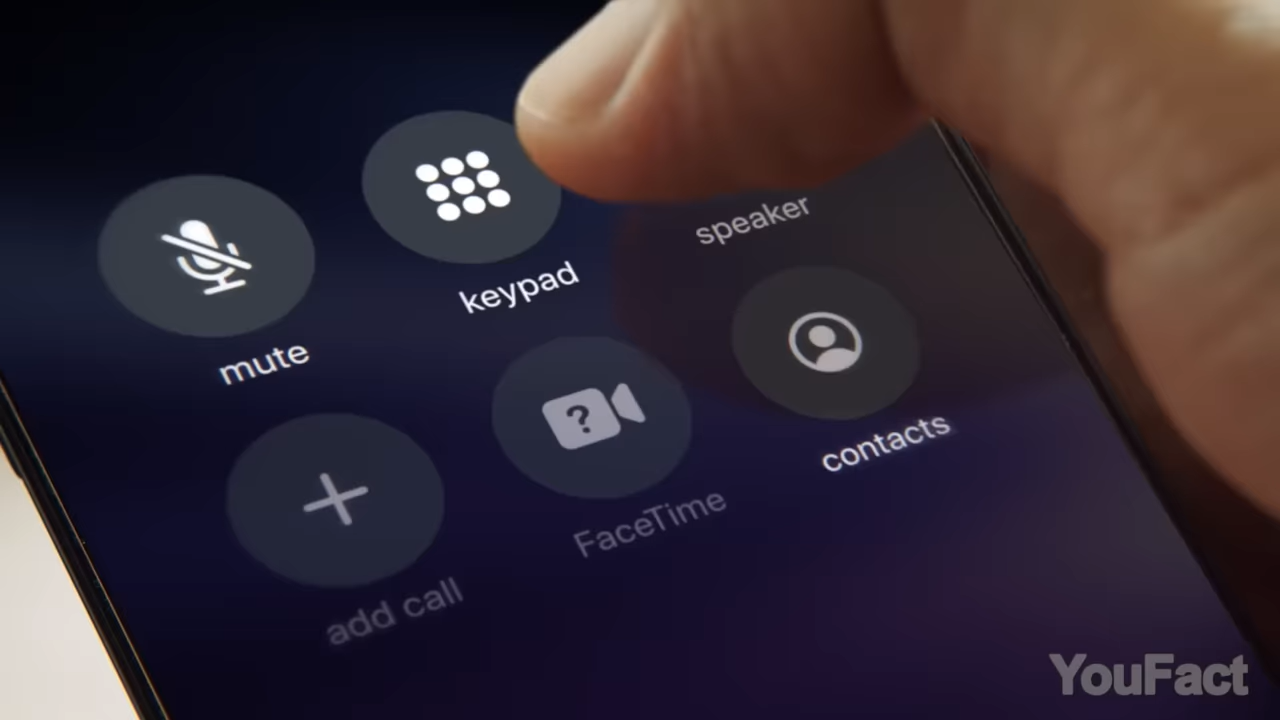 mute
keypad
speaker
add call
FaceTime
contacts
?
YouFact